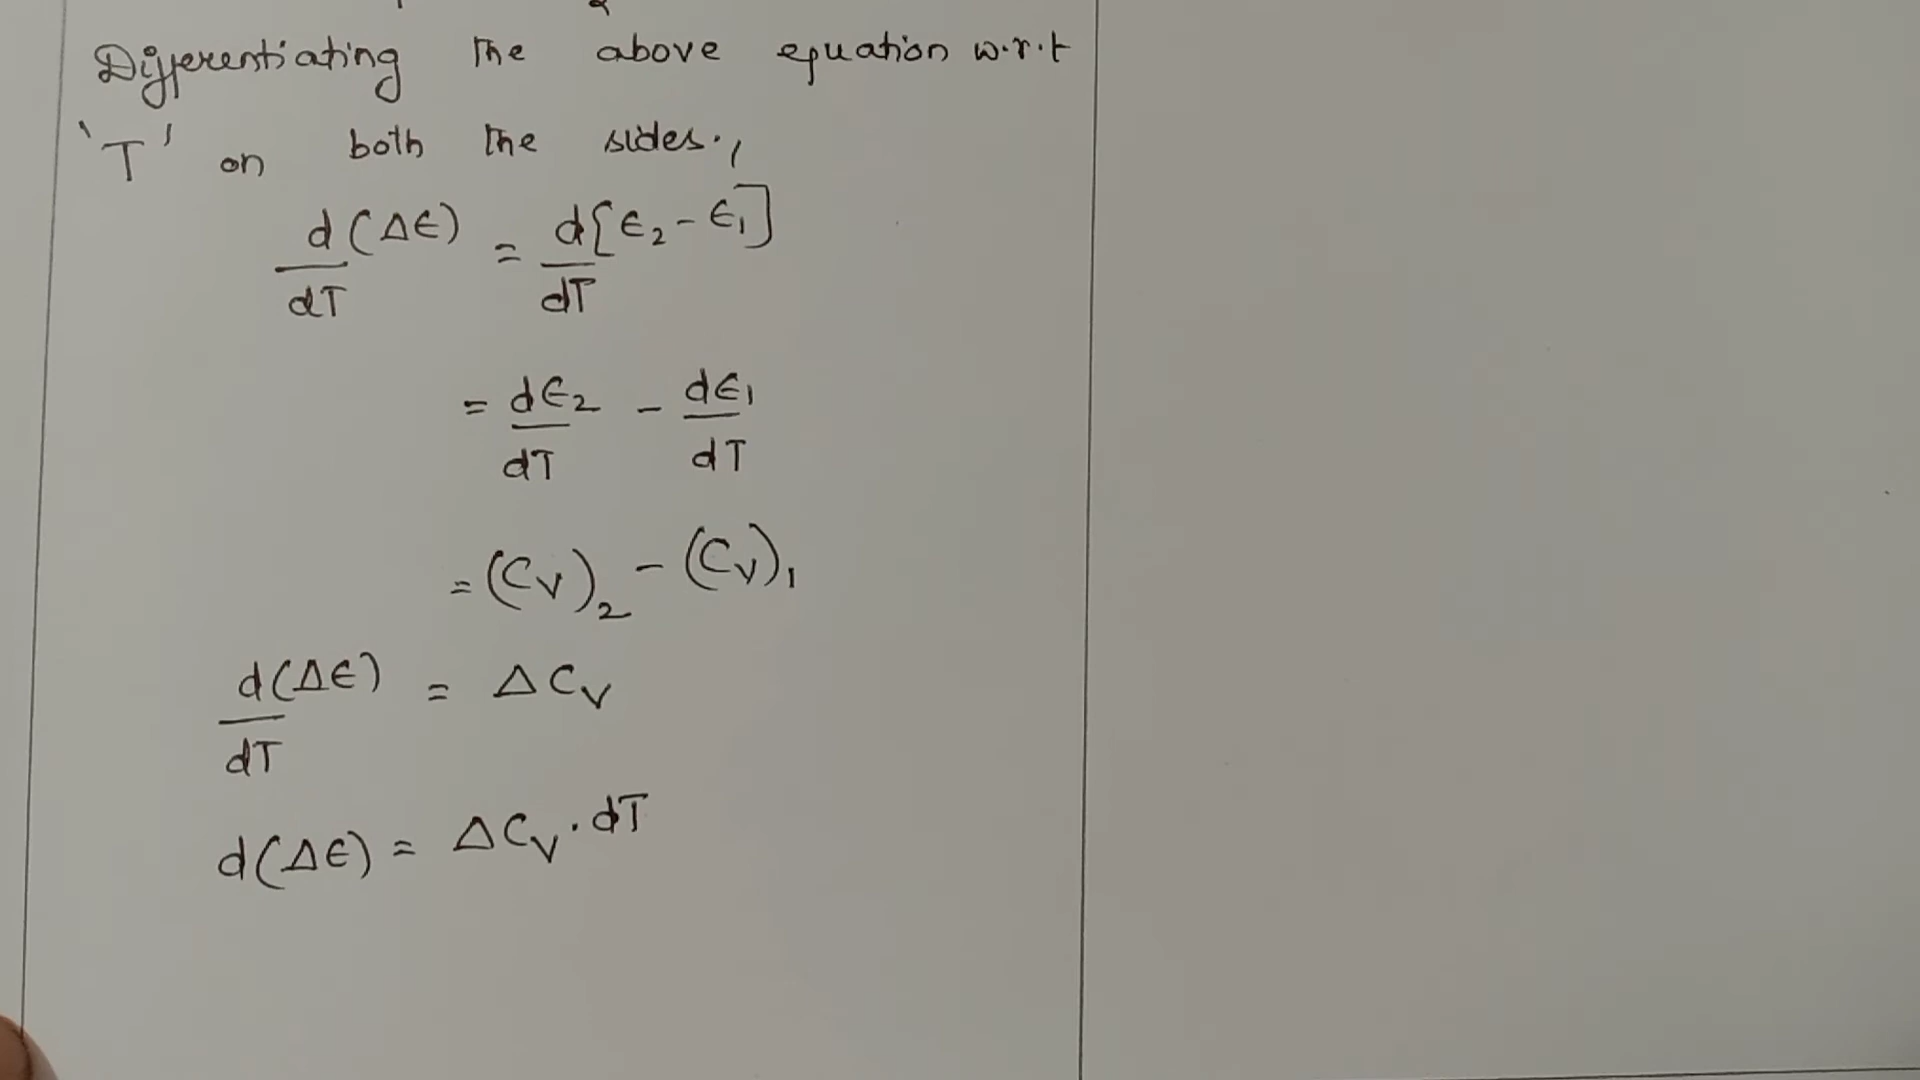 Differentiating the above equation w.r.t
'T' on both the sides.,
d(ΔE)/dT = d[E₂ - E₁]/dT
= dE₂/dT - dE₁/dT
= (Cv)₂ - (Cv)₁
d(ΔE)/dT = ΔCv
d(ΔE) = ΔCv . dT